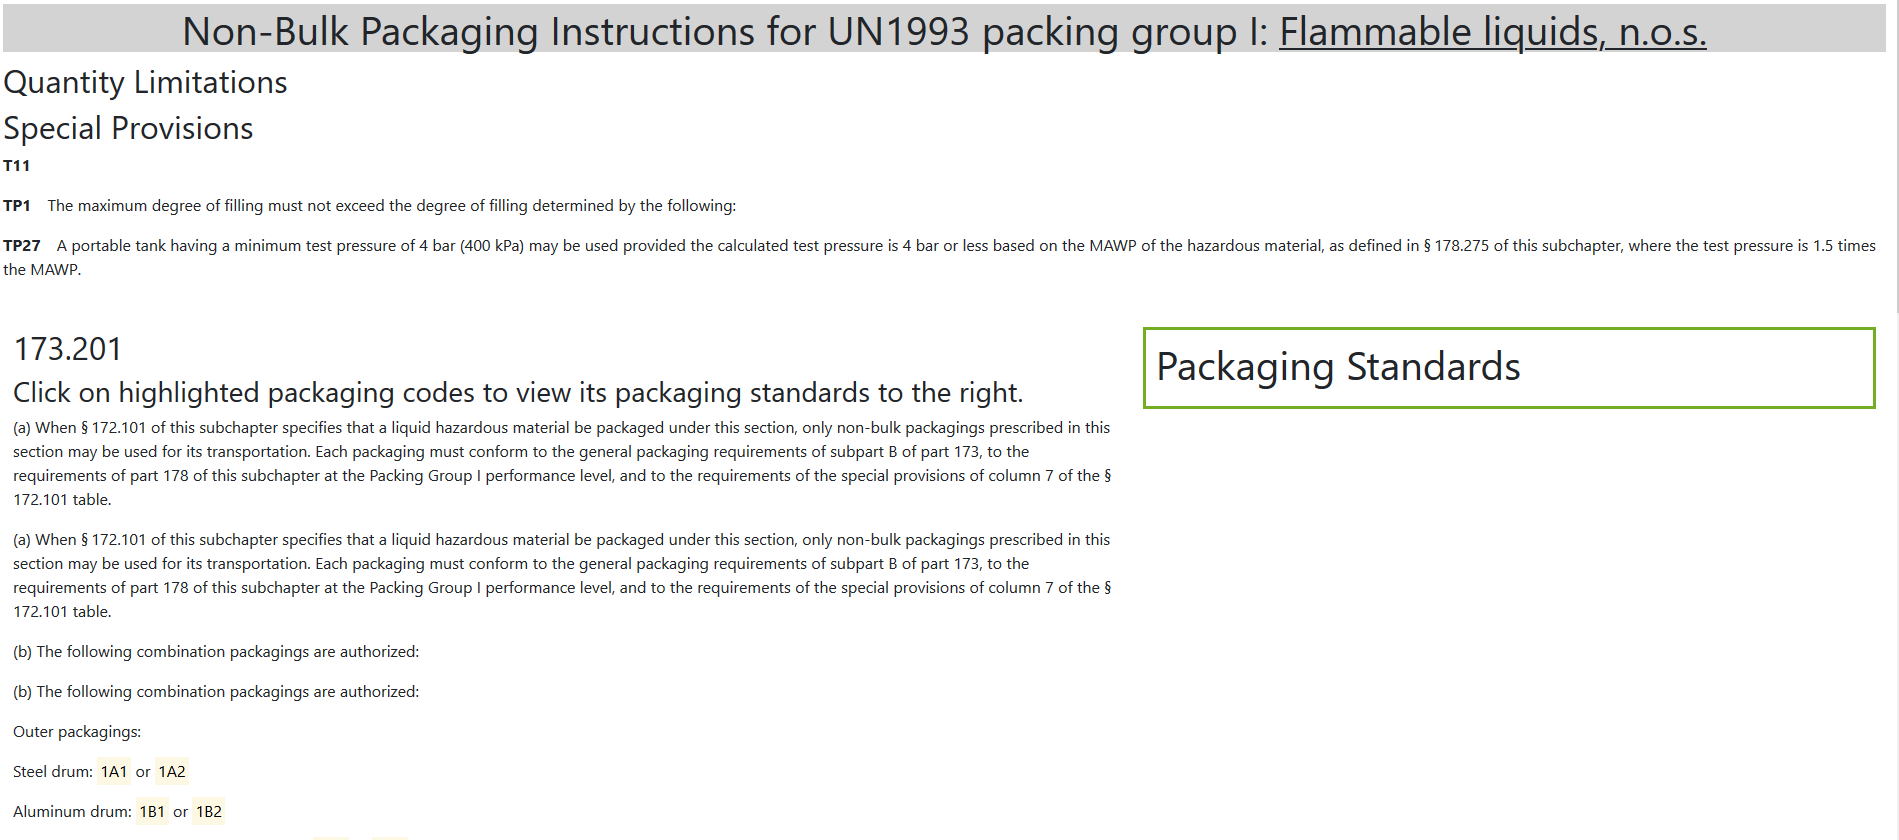 Non-Bulk Packaging Instructions for UN1993 packing group I: Flammable liquids, n.o.s.
Quantity Limitations
Special Provisions
T11
TP1 The maximum degree of filling must not exceed the degree of filling determined by the following:
TP27 A portable tank having a minimum test pressure of 4 bar (400 kPa) may be used provided the calculated test pressure is 4 bar or less based on the MAWP of the hazardous material, as defined in § 178.275 of this subchapter, where the test pressure is 1.5 times
the MAWP.
173.201
Click on highlighted packaging codes to view its packaging standards to the right.
(a) When § 172.101 of this subchapter specifies that a liquid hazardous material be packaged under this section, only non-bulk packagings prescribed in this
section may be used for its transportation. Each packaging must conform to the general packaging requirements of subpart B of part 173, to the
requirements of part 178 of this subchapter at the Packing Group I performance level, and to the requirements of the special provisions of column 7 of the §
172.101 table.
(a) When § 172.101 of this subchapter specifies that a liquid hazardous material be packaged under this section, only non-bulk packagings prescribed in this
section may be used for its transportation. Each packaging must conform to the general packaging requirements of subpart B of part 173, to the
requirements of part 178 of this subchapter at the Packing Group I performance level, and to the requirements of the special provisions of column 7 of the §
172.101 table.
(b) The following combination packagings are authorized:
(b) The following combination packagings are authorized:
Outer packagings:
Steel drum: 1A1 or 1A2
Aluminum drum: 1B1 or 1B2
Packaging Standards